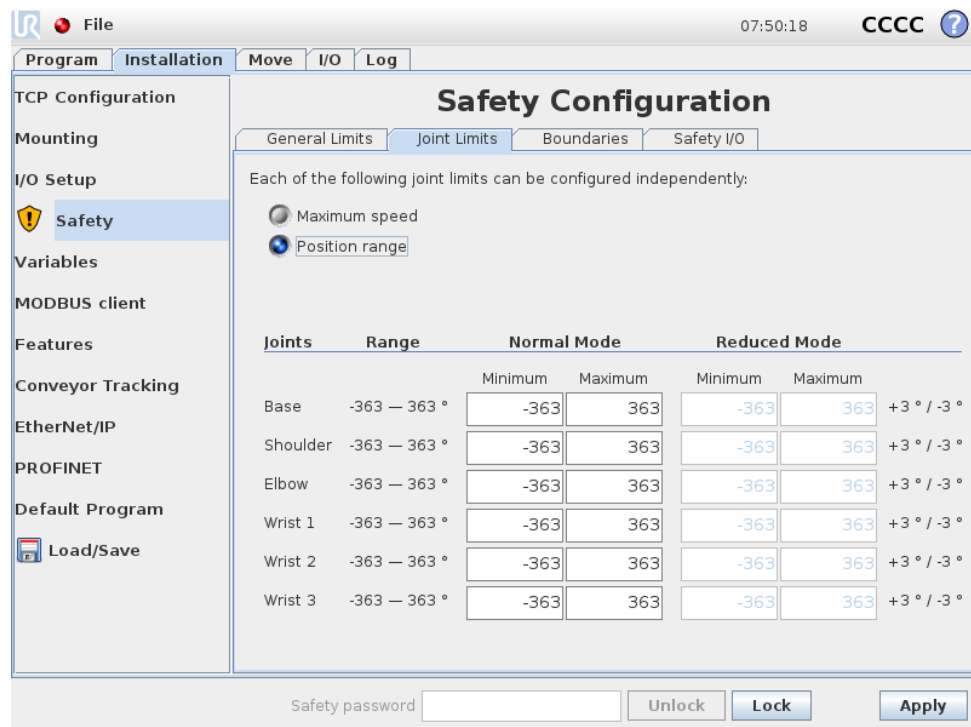 UR File 07:50:18 CCCC ?
Program Installation Move I/O Log
TCP Configuration
Mounting
I/O Setup
Safety
Variables
MODBUS client
Features
Conveyor Tracking
EtherNet/IP
PROFINET
Default Program
Load/Save
Safety Configuration
General Limits Joint Limits Boundaries Safety I/O
Each of the following joint limits can be configured independently:
Maximum speed
Position range
Joints Range Normal Mode Reduced Mode
Minimum Maximum Minimum Maximum
Base -363 — 363 ° -363 363 -363 363 +3 ° / -3 °
Shoulder -363 — 363 ° -363 363 -363 363 +3 ° / -3 °
Elbow -363 — 363 ° -363 363 -363 363 +3 ° / -3 °
Wrist 1 -363 — 363 ° -363 363 -363 363 +3 ° / -3 °
Wrist 2 -363 — 363 ° -363 363 -363 363 +3 ° / -3 °
Wrist 3 -363 — 363 ° -363 363 -363 363 +3 ° / -3 °
Safety password Unlock Lock Apply